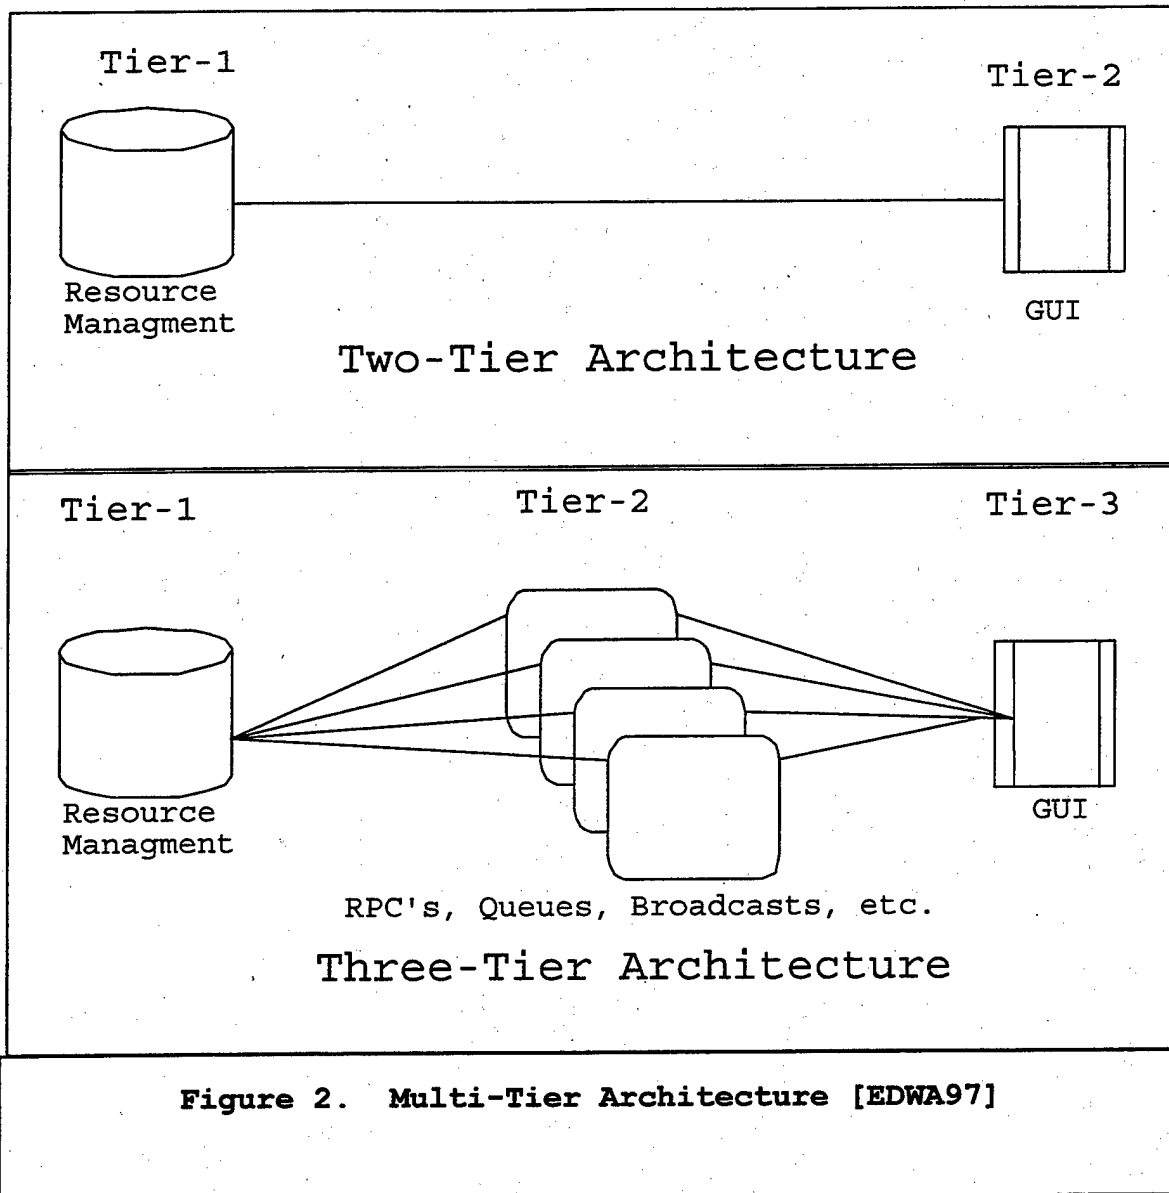 Tier-1
Tier-2
Resource
Managment
GUI
Two-Tier Architecture
Tier-1
Tier-2
Tier-3
Resource
Managment
GUI
RPC's, Queues, Broadcasts, etc.
Three-Tier Architecture
Figure 2. Multi-Tier Architecture [EDWA97]